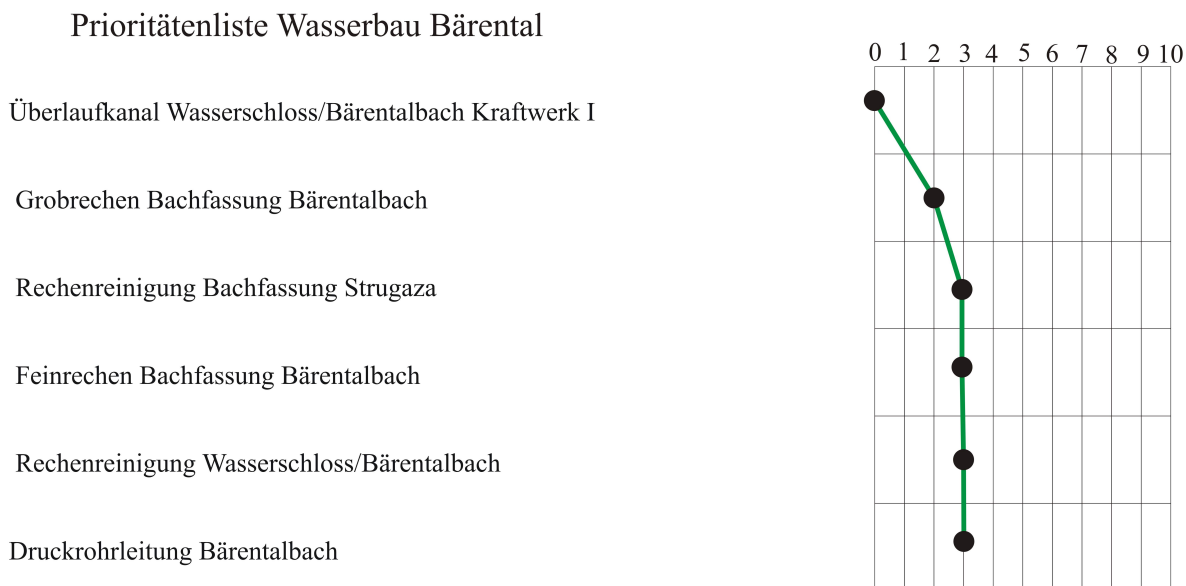 Prioritätenliste Wasserbau Bärental
0 1 2 3 4 5 6 7 8 9 10
Überlaufkanal Wasserschloss/Bärentalbach Kraftwerk I
Grobrechen Bachfassung Bärentalbach
Rechenreinigung Bachfassung Strugaza
Feinrechen Bachfassung Bärentalbach
Rechenreinigung Wasserschloss/Bärentalbach
Druckrohrleitung Bärentalbach